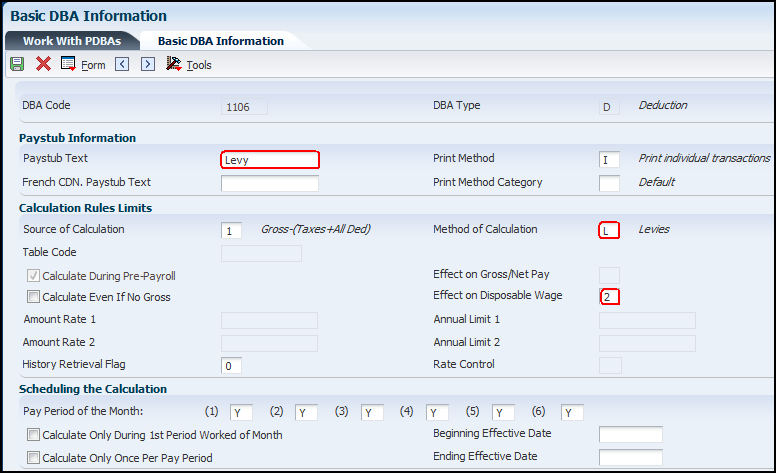 Basic DBA Information
Work With PDBAs Basic DBA Information
Form Tools
DBA Code 1106 DBA Type D Deduction
Paystub Information
Paystub Text Levy Print Method I Print individual transactions
French CDN. Paystub Text Print Method Category Default
Calculation Rules Limits
Source of Calculation 1 Gross-(Taxes+All Ded) Method of Calculation L Levies
Table Code
Calculate During Pre-Payroll Effect on Gross/Net Pay
Calculate Even If No Gross Effect on Disposable Wage 2
Amount Rate 1 Annual Limit 1
Amount Rate 2 Annual Limit 2
History Retrieval Flag 0 Rate Control
Scheduling the Calculation
Pay Period of the Month: (1) Y (2) Y (3) Y (4) Y (5) Y (6) Y
Calculate Only During 1st Period Worked of Month Beginning Effective Date
Calculate Only Once Per Pay Period Ending Effective Date